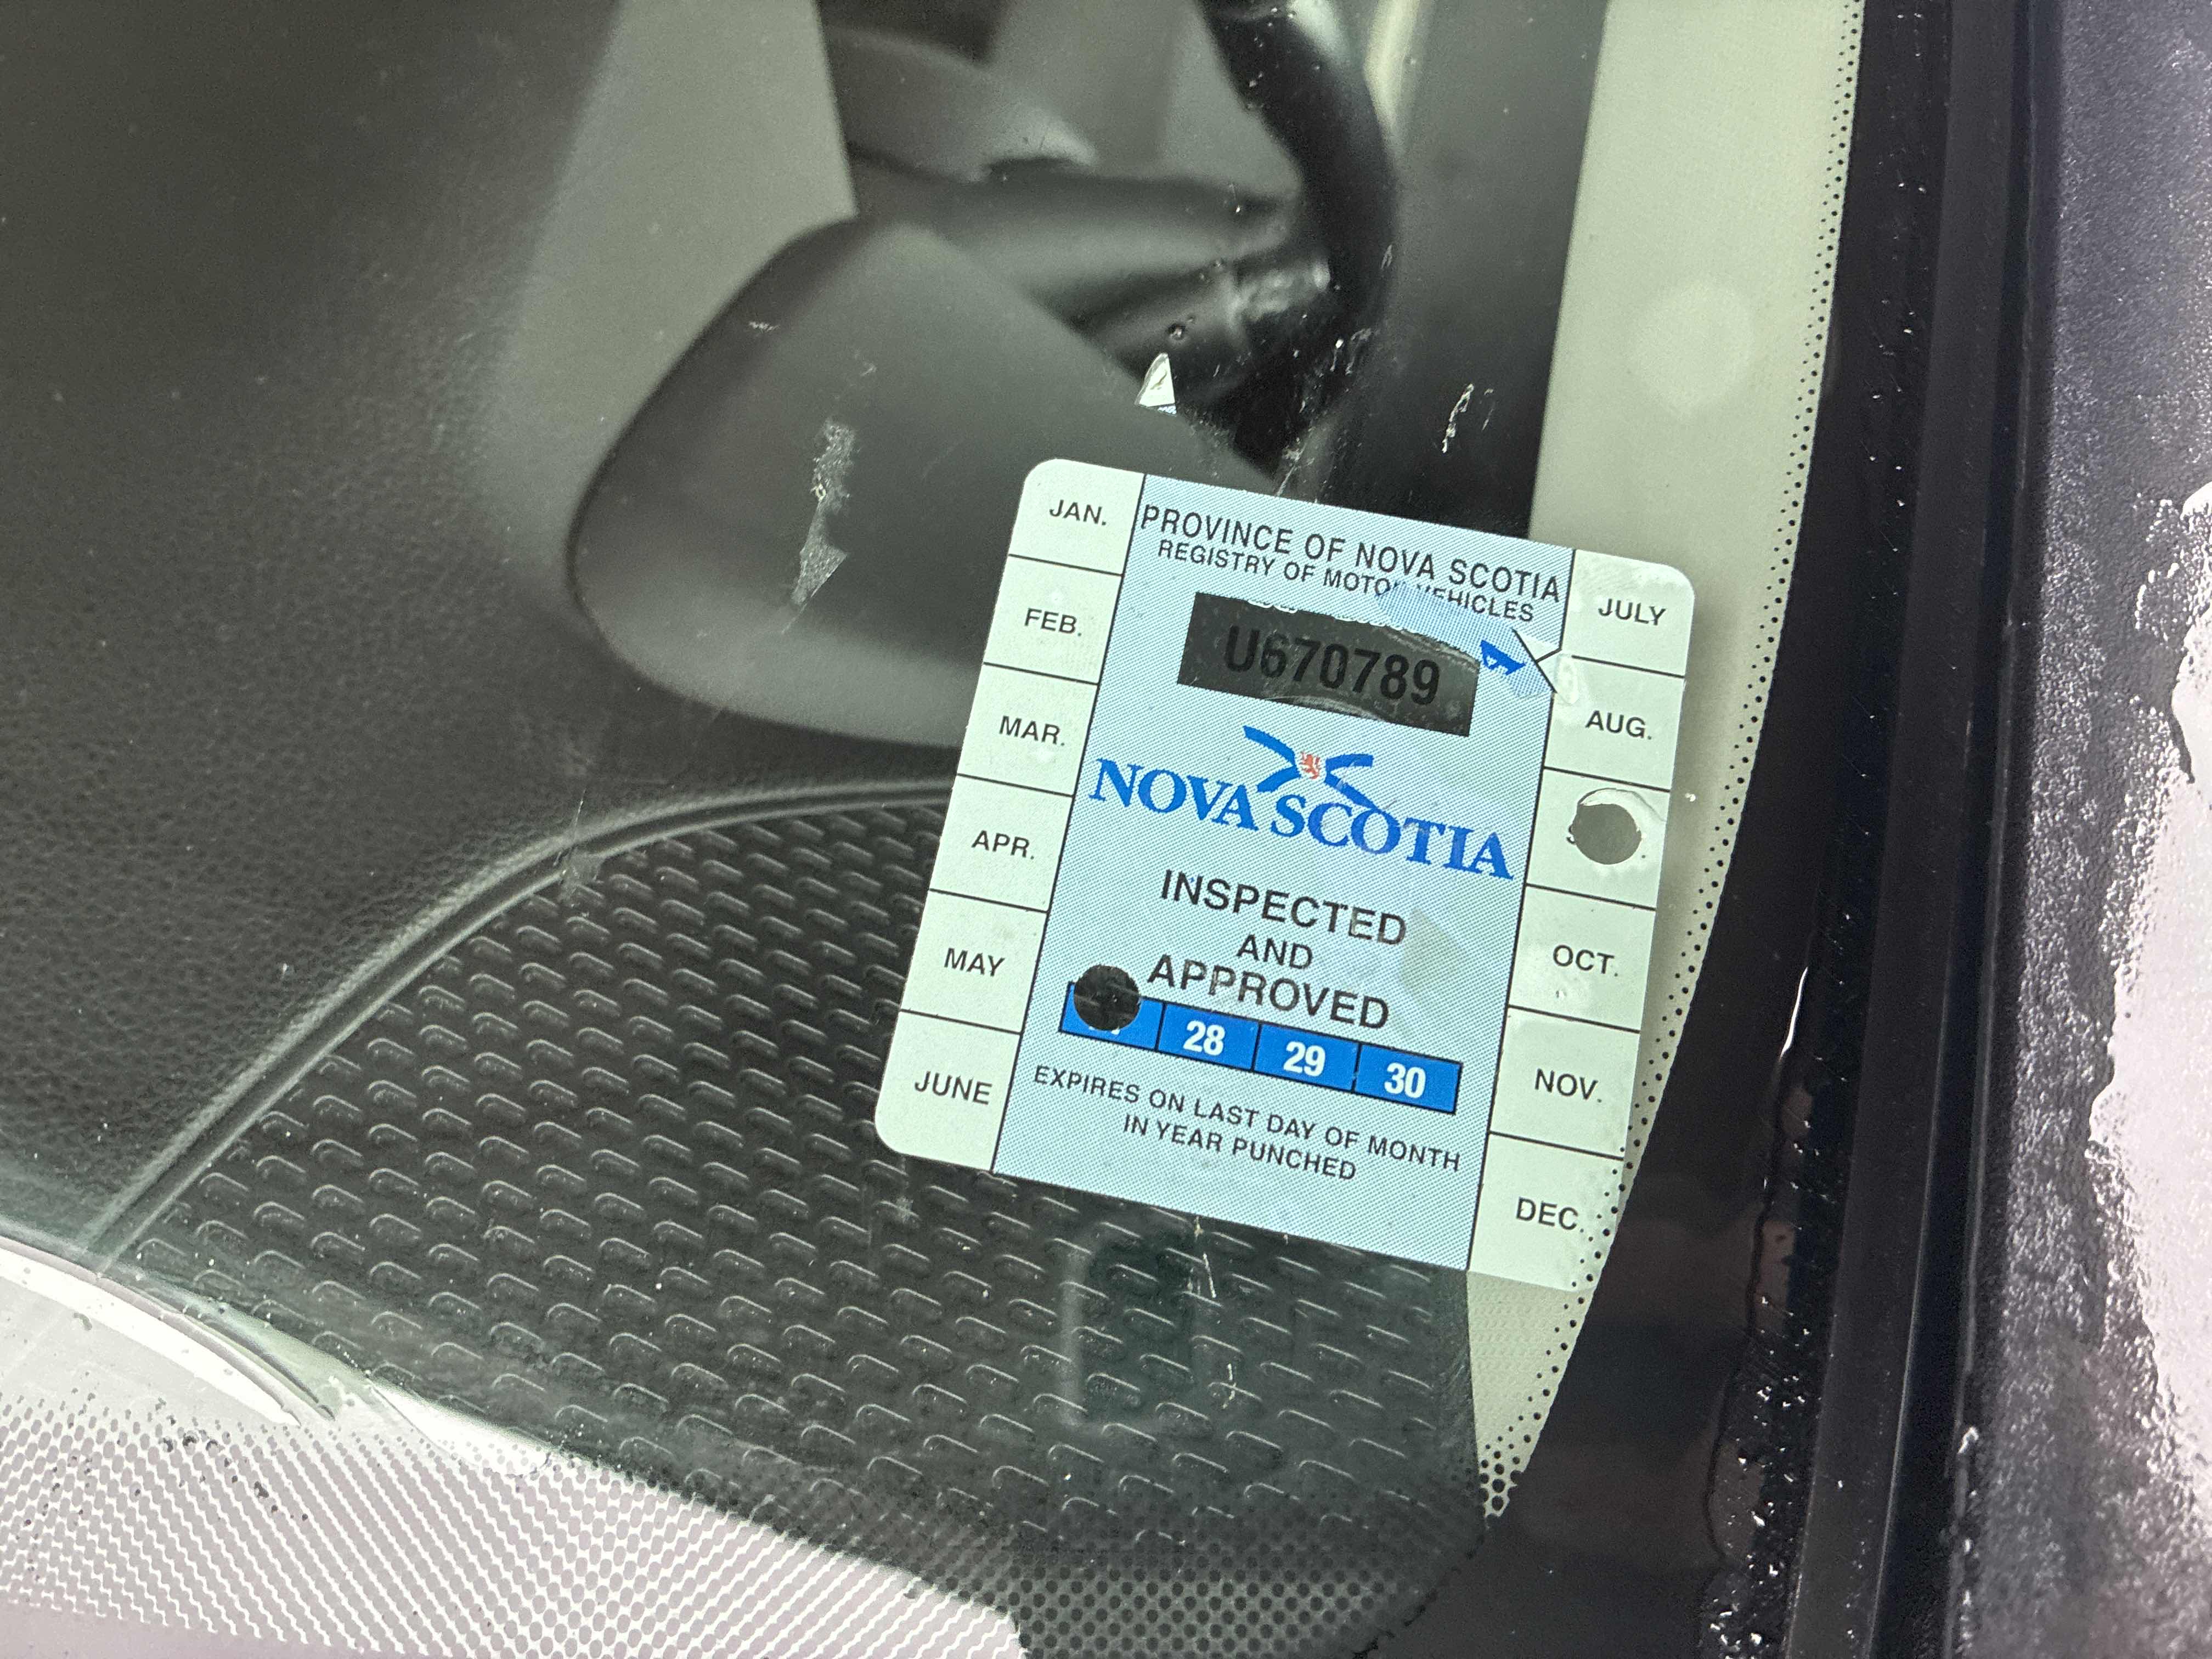 PROVINCE OF NOVA SCOTIA
REGISTRY OF MOTOR VEHICLES
U670789
NOVA SCOTIA
INSPECTED
AND
APPROVED
28 29 30
EXPIRES ON LAST DAY OF MONTH
IN YEAR PUNCHED
JAN.
FEB.
MAR.
APR.
MAY
JUNE
JULY
AUG.
OCT.
NOV.
DEC.